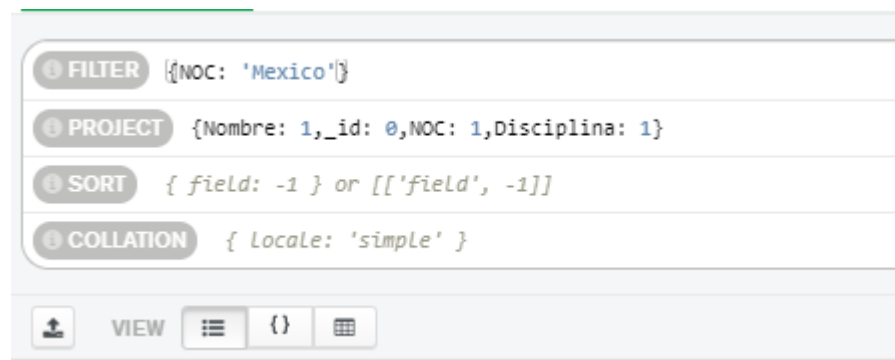 FILTER {NOC: 'Mexico'}
PROJECT {Nombre: 1,_id: 0,NOC: 1,Disciplina: 1}
SORT { field: -1 } or [['field', -1]]
COLLATION { locale: 'simple' }
VIEW {}